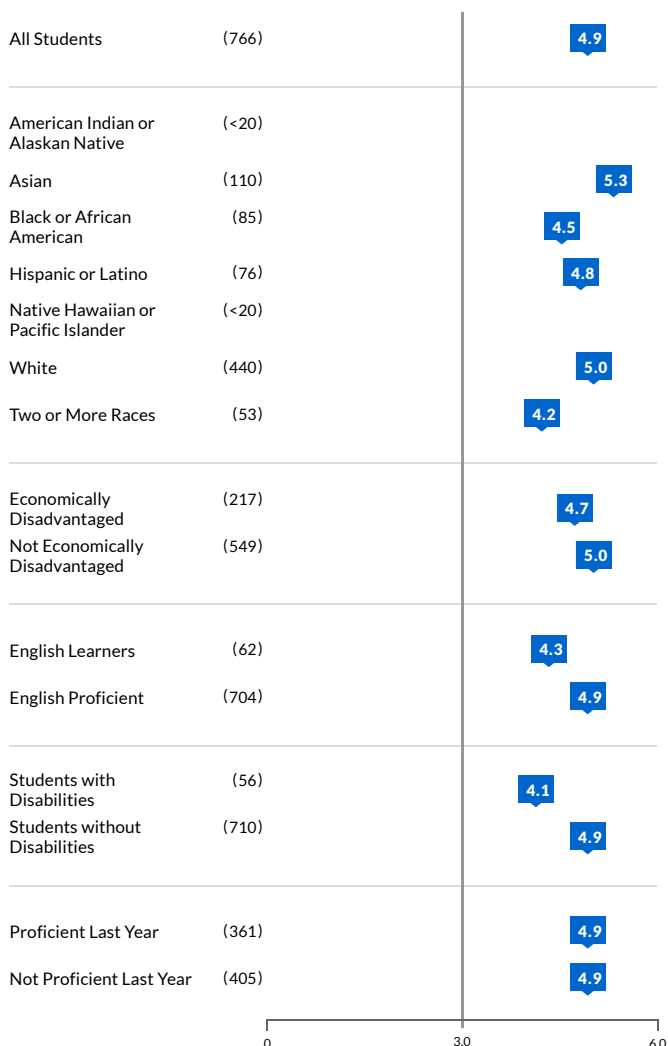 All Students (766) 4.9
American Indian or (<20)
Alaskan Native
Asian (110) 5.3
Black or African (85) 4.5
American
Hispanic or Latino (76) 4.8
Native Hawaiian or (<20)
Pacific Islander
White (440) 5.0
Two or More Races (53) 4.2
Economically (217) 4.7
Disadvantaged
Not Economically (549) 5.0
Disadvantaged
English Learners (62) 4.3
English Proficient (704) 4.9
Students with (56) 4.1
Disabilities
Students without (710) 4.9
Disabilities
Proficient Last Year (361) 4.9
Not Proficient Last Year (405) 4.9
0 3.0 6.0